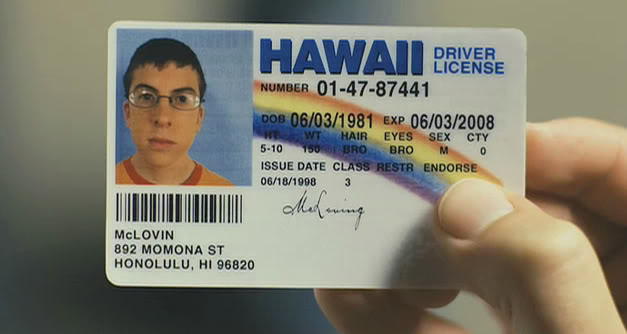 HAWAII DRIVER LICENSE
NUMBER 01-47-87441
DOB 06/03/1981 EXP 06/03/2008
HT WT HAIR EYES SEX CTY
5-10 150 BRO BRO M 0
ISSUE DATE CLASS RESTR ENDORSE
06/18/1998 3
McLOVIN
892 MOMONA ST
HONOLULU, HI 96820